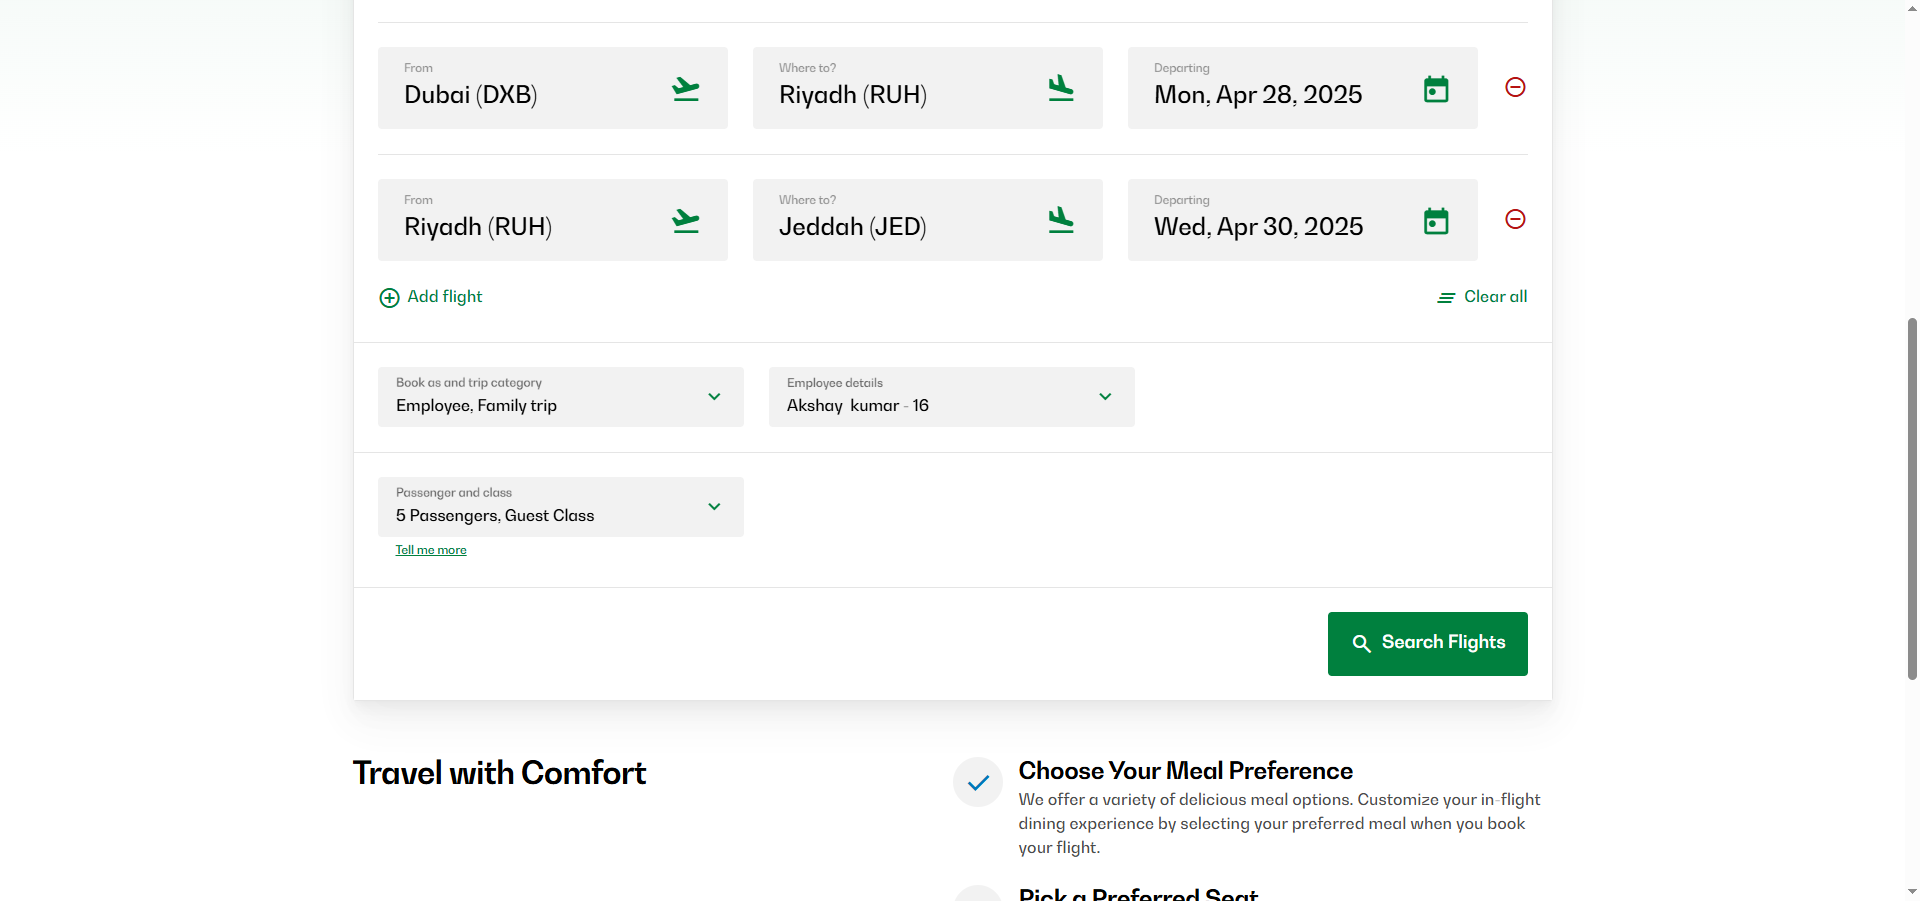 From
Dubai (DXB)
Where to?
Riyadh (RUH)
Departing
Mon, Apr 28, 2025
From
Riyadh (RUH)
Where to?
Jeddah (JED)
Departing
Wed, Apr 30, 2025
Add flight
Clear all
Book as and trip category
Employee, Family trip
Employee details
Akshay  kumar - 16
Passenger and class
5 Passengers, Guest Class
Tell me more
Search Flights
Travel with Comfort
Choose Your Meal Preference
We offer a variety of delicious meal options. Customize your in-flight
dining experience by selecting your preferred meal when you book
your flight.
Pick a Preferred Seat